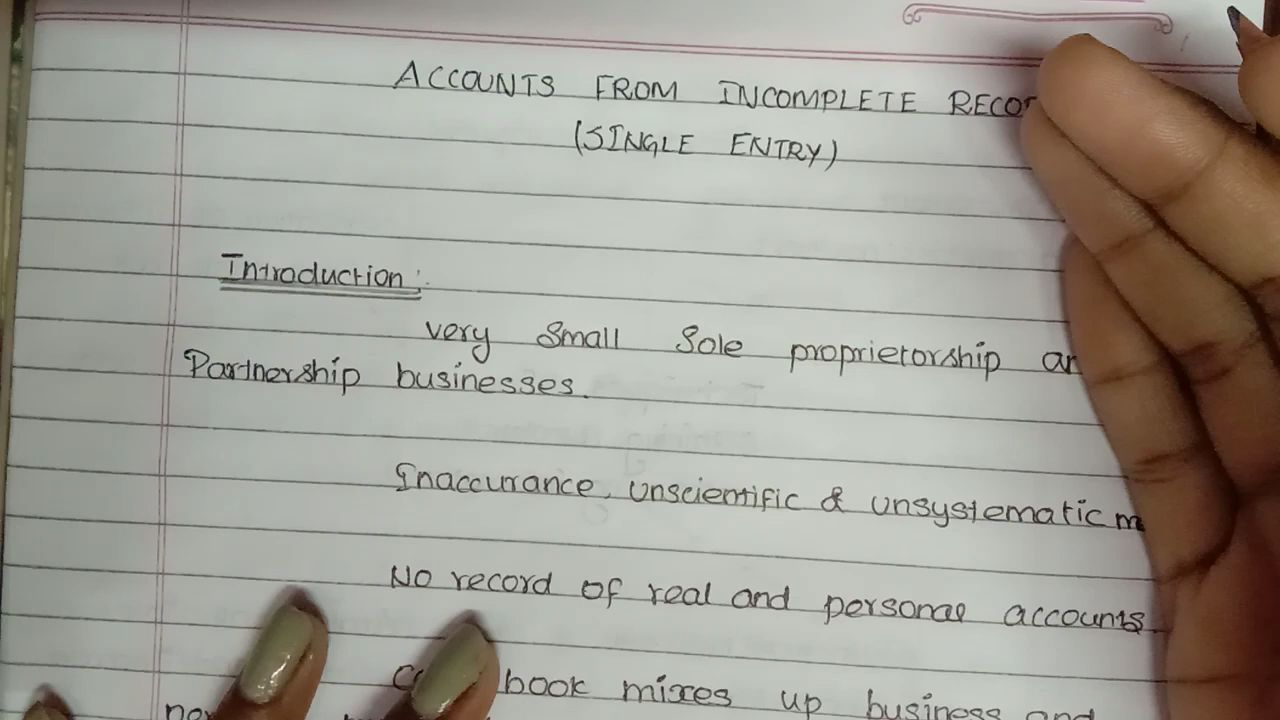 ACCOUNTS FROM INCOMPLETE RECO
(SINGLE ENTRY)
Introduction:
very Small Sole proprietorship
Partnership businesses.
Inaccurance, Unscientific & unsystematic
No record of real and personal accounts
book mixes up business and